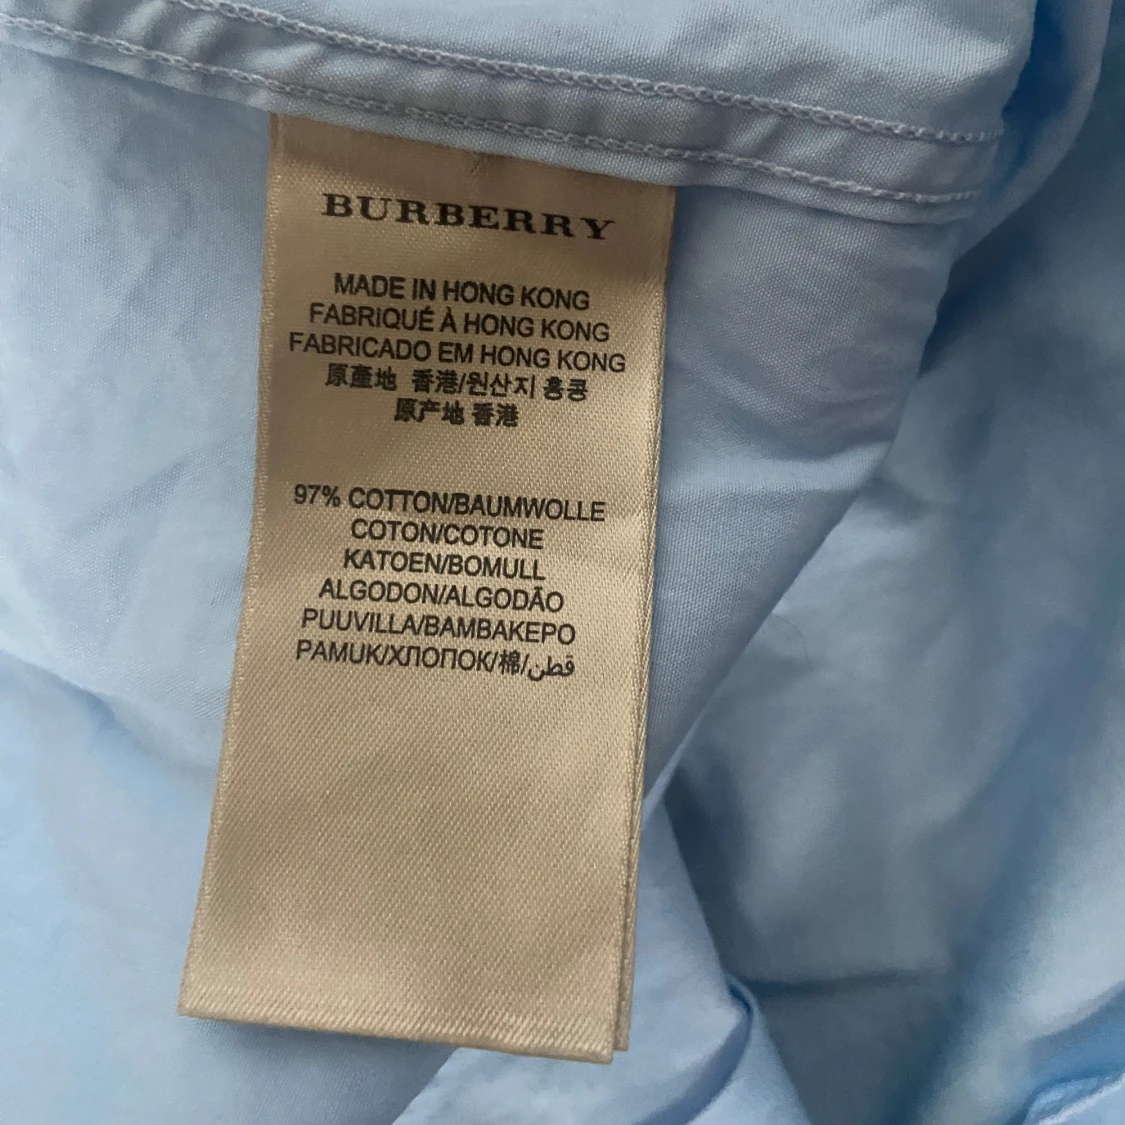 BURBERRY
MADE IN HONG KONG
FABRIQUÉ À HONG KONG
FABRICADO EM HONG KONG
原產地 香港/원산지 홍콩
原产地 香港
97% COTTON/BAUMWOLLE
COTON/COTONE
KATOEN/BOMULL
ALGODON/ALGODÃO
PUUVILLA/BAMBAKEPO
PAMUK/ХЛОПОК/棉/قطن